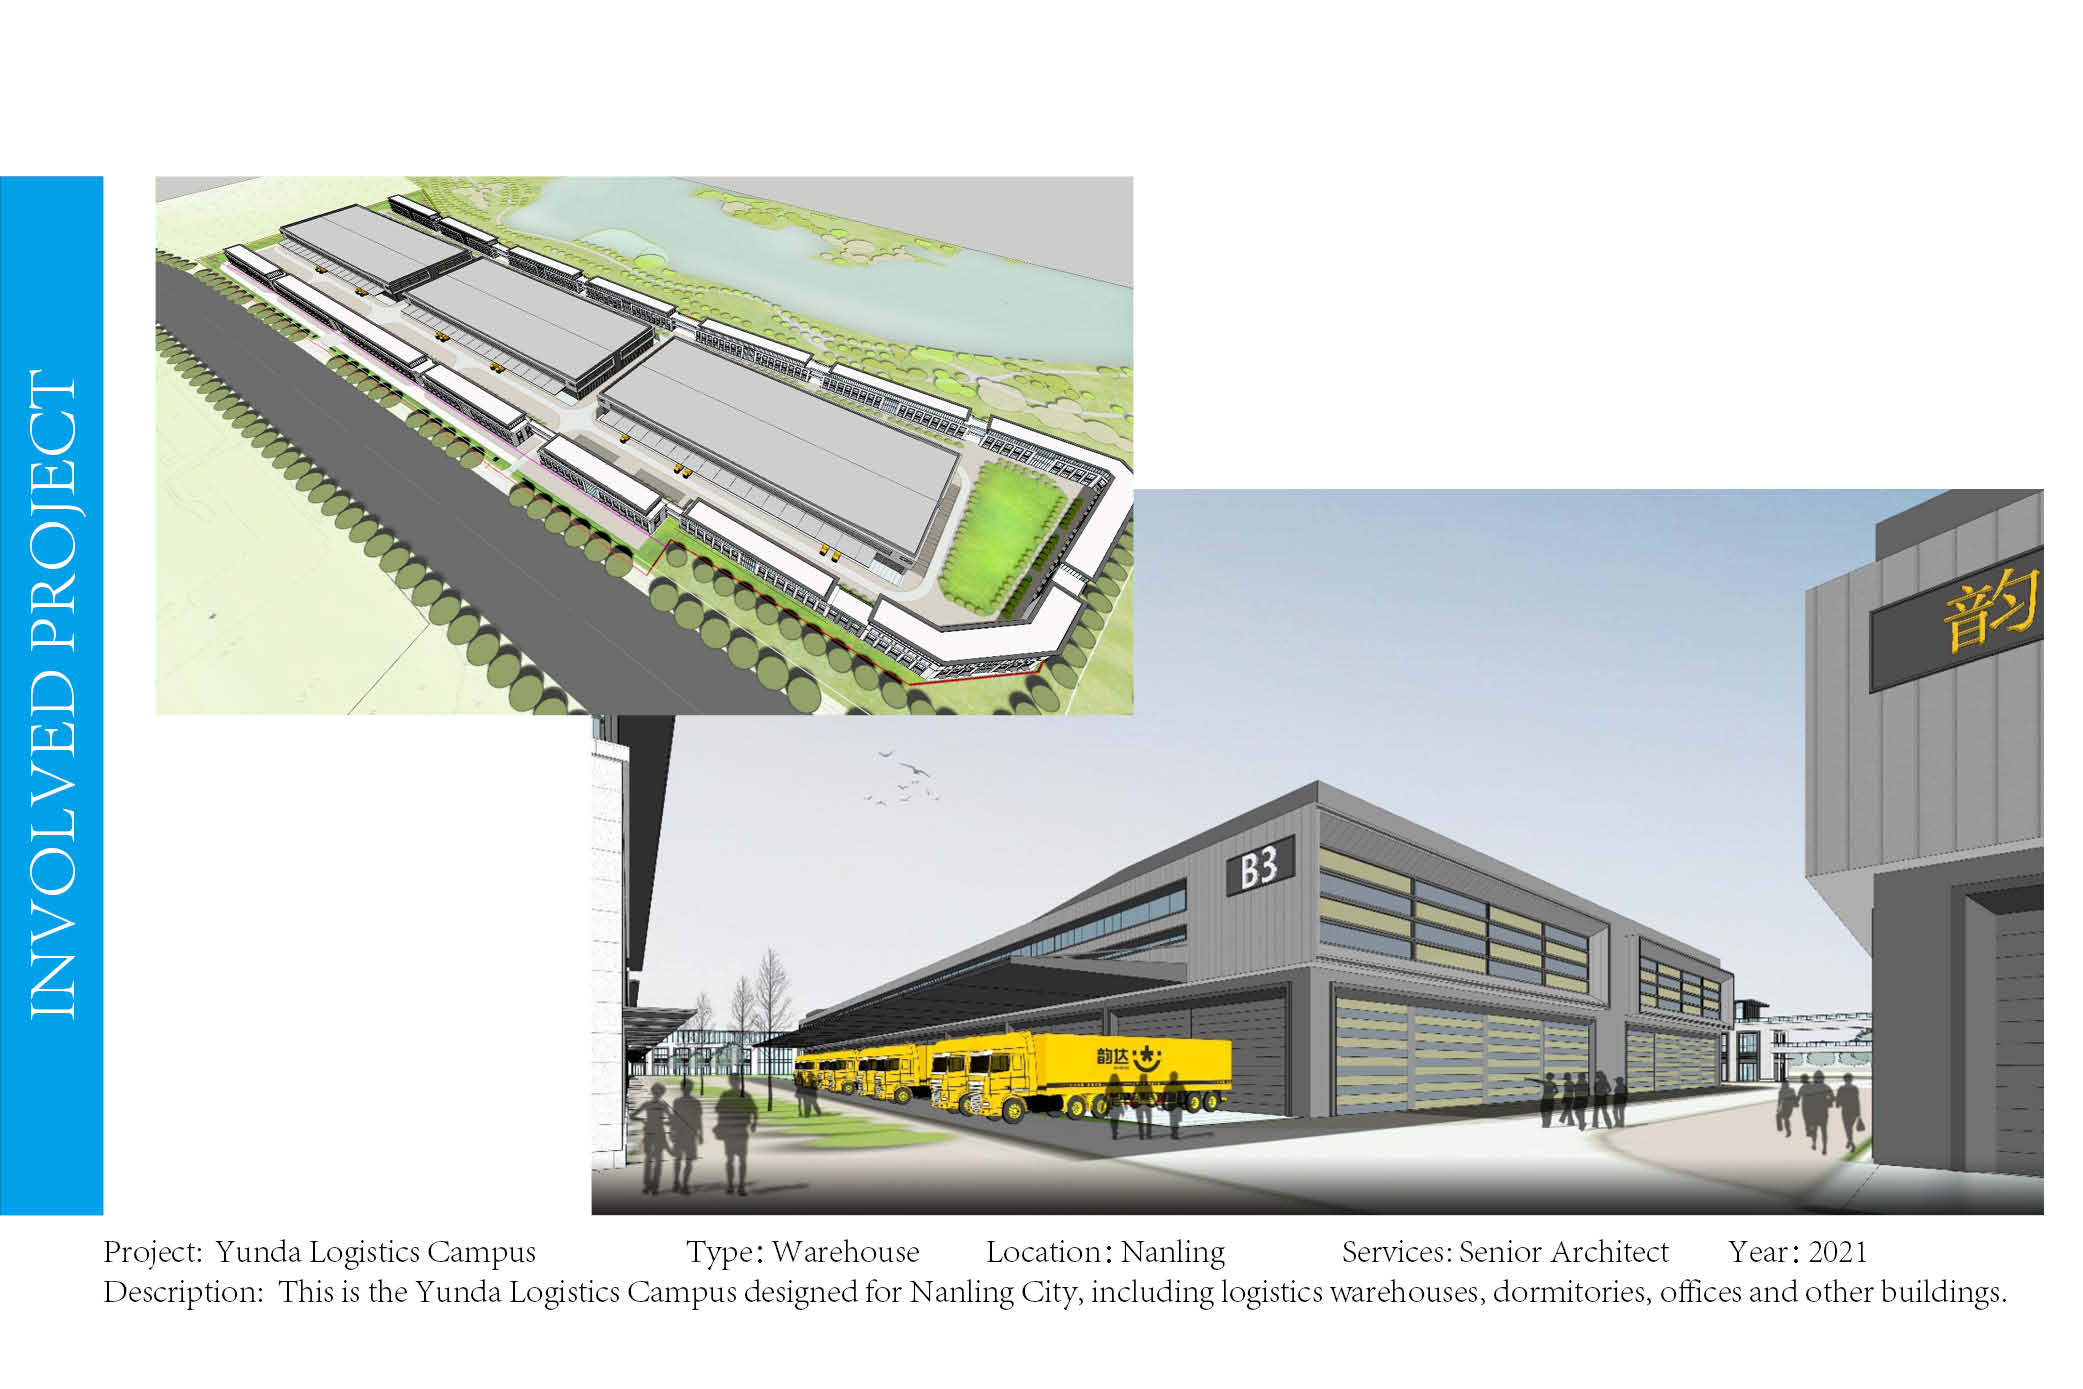 INVOLVED PROJECT
韵
B3
韵达
Project: Yunda Logistics Campus Type: Warehouse Location: Nanling Services: Senior Architect Year: 2021
Description: This is the Yunda Logistics Campus designed for Nanling City, including logistics warehouses, dormitories, offices and other buildings.